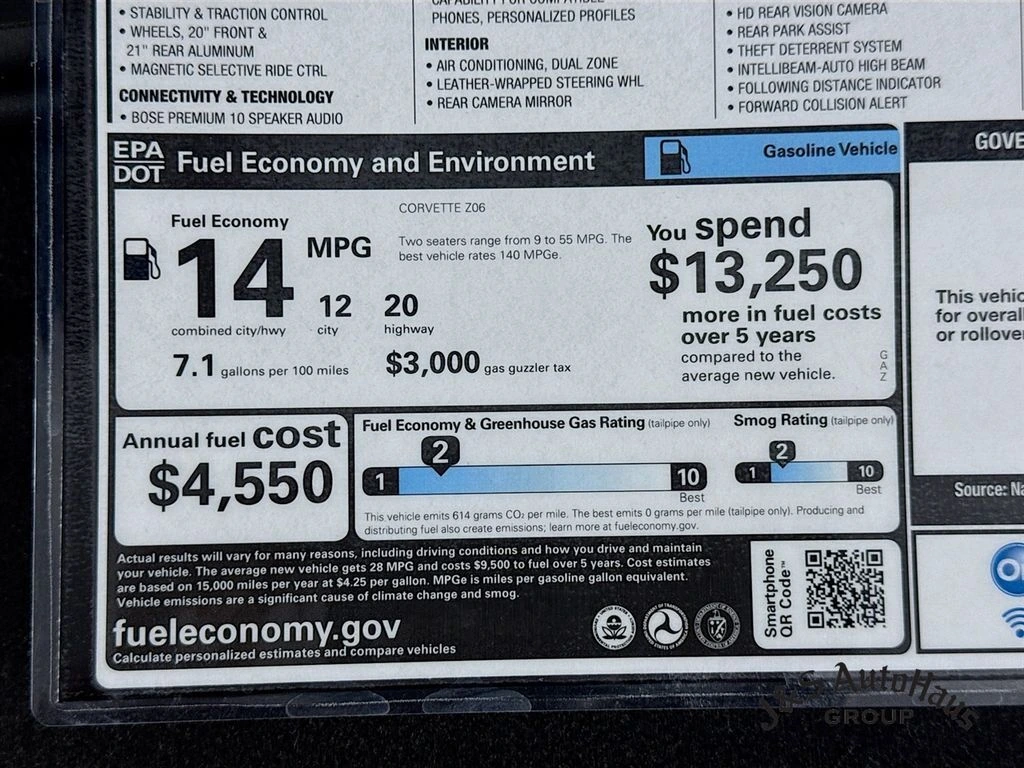 • STABILITY & TRACTION CONTROL
• WHEELS, 20" FRONT &
21" REAR ALUMINUM
• MAGNETIC SELECTIVE RIDE CTRL
CONNECTIVITY & TECHNOLOGY
• BOSE PREMIUM 10 SPEAKER AUDIO
CAPABILITY FOR COMPATIBLE
PHONES, PERSONALIZED PROFILES
INTERIOR
• AIR CONDITIONING, DUAL ZONE
• LEATHER-WRAPPED STEERING WHL
• REAR CAMERA MIRROR
• HD REAR VISION CAMERA
• REAR PARK ASSIST
• THEFT DETERRENT SYSTEM
• INTELLIBEAM-AUTO HIGH BEAM
• FOLLOWING DISTANCE INDICATOR
• FORWARD COLLISION ALERT
EPA
DOT
Fuel Economy and Environment
Gasoline Vehicle
Fuel Economy
14 MPG
combined city/hwy
12
city
20
highway
7.1 gallons per 100 miles
$3,000 gas guzzler tax
CORVETTE Z06
Two seaters range from 9 to 55 MPG. The
best vehicle rates 140 MPGe.
You spend
$13,250
more in fuel costs
over 5 years
compared to the
average new vehicle.
G
A
Z
Annual fuel cost
$4,550
Fuel Economy & Greenhouse Gas Rating (tailpipe only)
2
1
10
Best
Smog Rating (tailpipe only)
2
1
10
Best
This vehicle emits 614 grams CO₂ per mile. The best emits 0 grams per mile (tailpipe only). Producing and
distributing fuel also create emissions; learn more at fueleconomy.gov.
Actual results will vary for many reasons, including driving conditions and how you drive and maintain
your vehicle. The average new vehicle gets 28 MPG and costs $9,500 to fuel over 5 years. Cost estimates
are based on 15,000 miles per year at $4.25 per gallon. MPGe is miles per gasoline gallon equivalent.
Vehicle emissions are a significant cause of climate change and smog.
fueleconomy.gov
Calculate personalized estimates and compare vehicles
Smartphone
QR Code™
GOVE
This vehic
for overall
or rollove
Source: Na
On
J&S AutoHaus
GROUP